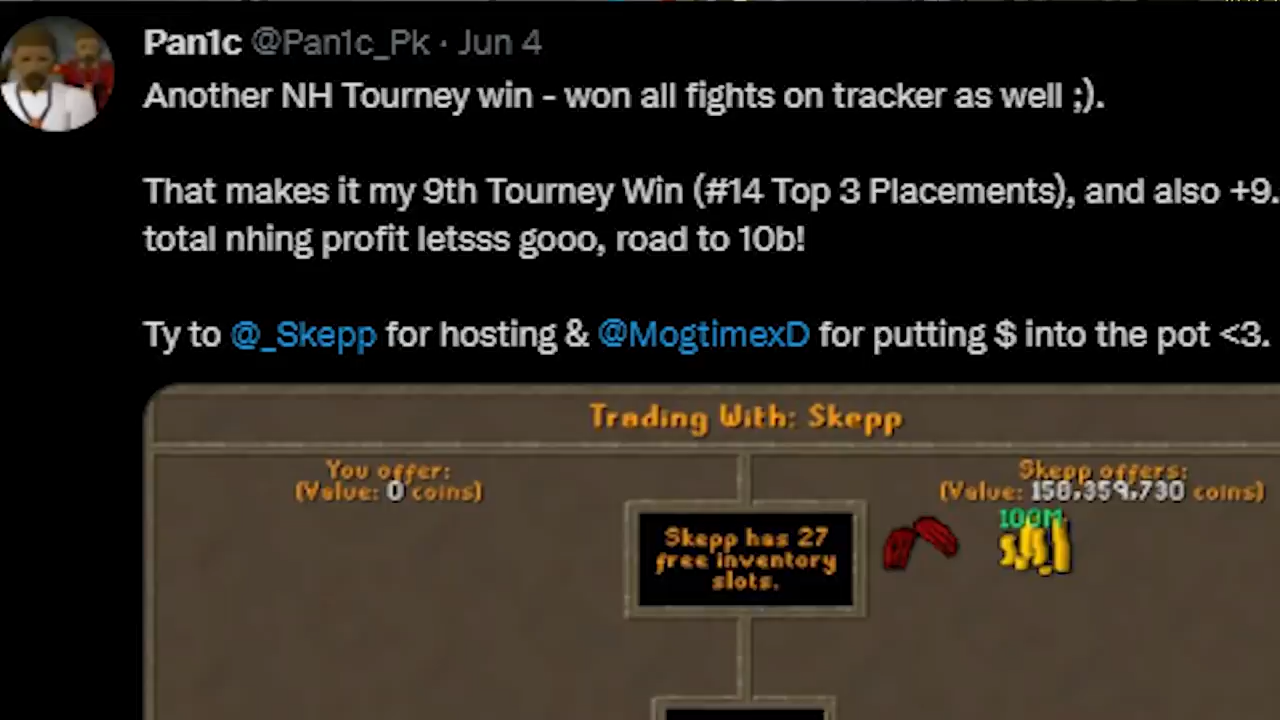 Pan1c @Pan1c_Pk · Jun 4
Another NH Tourney win - won all fights on tracker as well ;).
That makes it my 9th Tourney Win (#14 Top 3 Placements), and also +9.
total nhing profit letsss gooo, road to 10b!
Ty to @_Skepp for hosting & @MogtimexD for putting $ into the pot <3.
Trading With: Skepp
You offer:
(Value: 0 coins)
Skepp offers:
(Value: 158,359,730 coins)
100M
Skepp has 27
free inventory
slots.